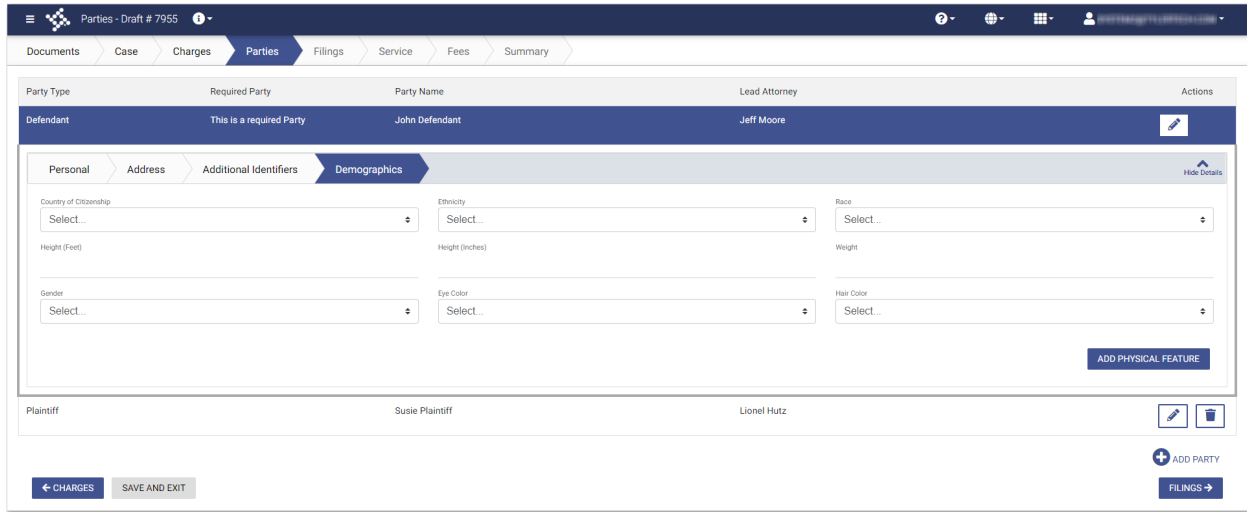 Parties - Draft # 7955
Documents Case Charges Parties Filings Service Fees Summary
Party Type Required Party Party Name Lead Attorney Actions
Defendant This is a required Party John Defendant Jeff Moore
Personal Address Additional Identifiers Demographics Hide Details
Country of Citizenship Ethnicity Race
Select... Select... Select...
Height (Feet) Height (Inches) Weight
Gender Eye Color Hair Color
Select... Select... Select...
ADD PHYSICAL FEATURE
Plaintiff Susie Plaintiff Lionel Hutz
ADD PARTY
CHARGES SAVE AND EXIT FILINGS